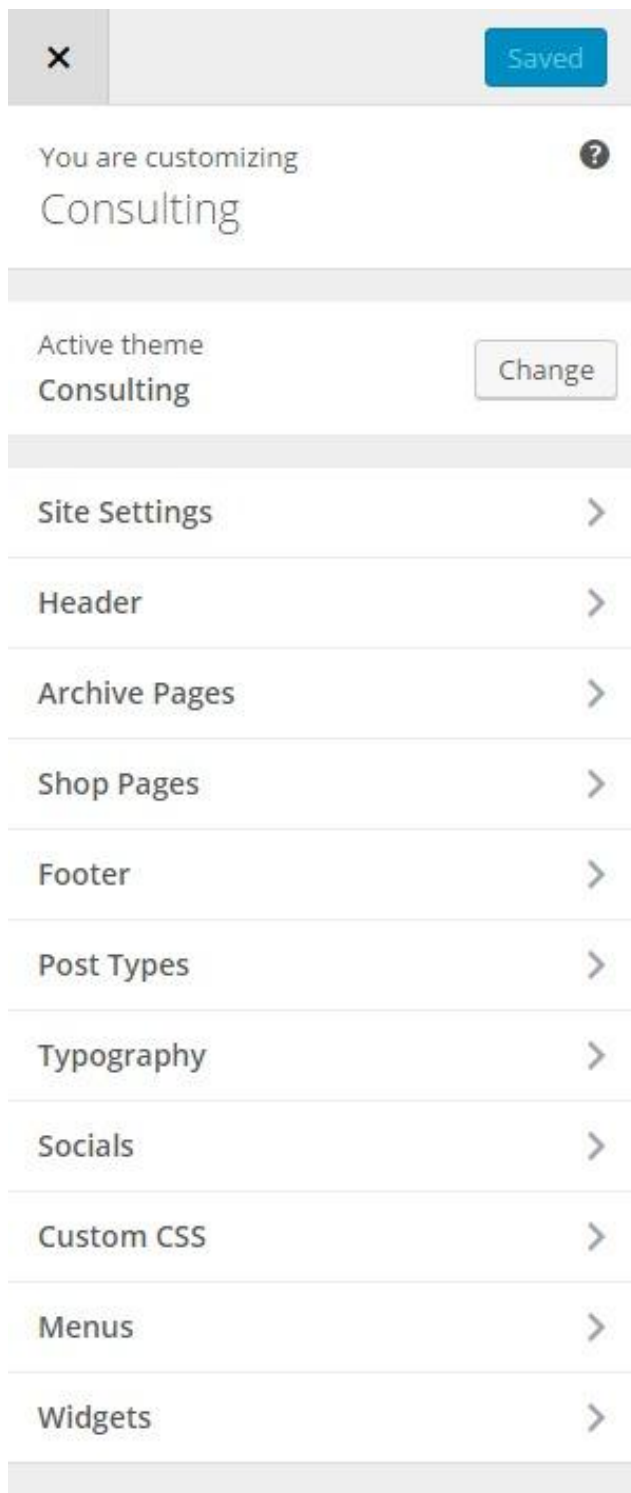 Saved
You are customizing
Consulting
Active theme
Consulting
Change
Site Settings
Header
Archive Pages
Shop Pages
Footer
Post Types
Typography
Socials
Custom CSS
Menus
Widgets